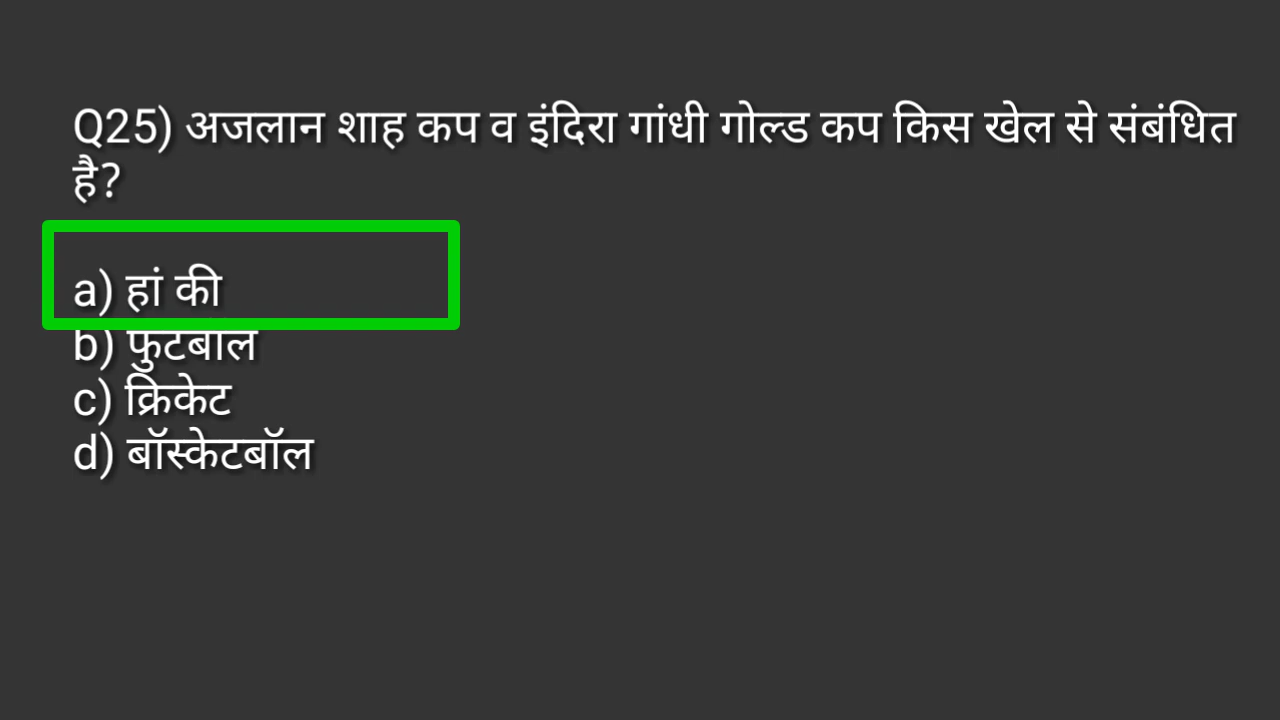 Q25) अजलान शाह कप व इंदिरा गांधी गोल्ड कप किस खेल से संबंधित
है?
a) हां की
b) फुटबॉल
c) क्रिकेट
d) बॉस्केटबॉल